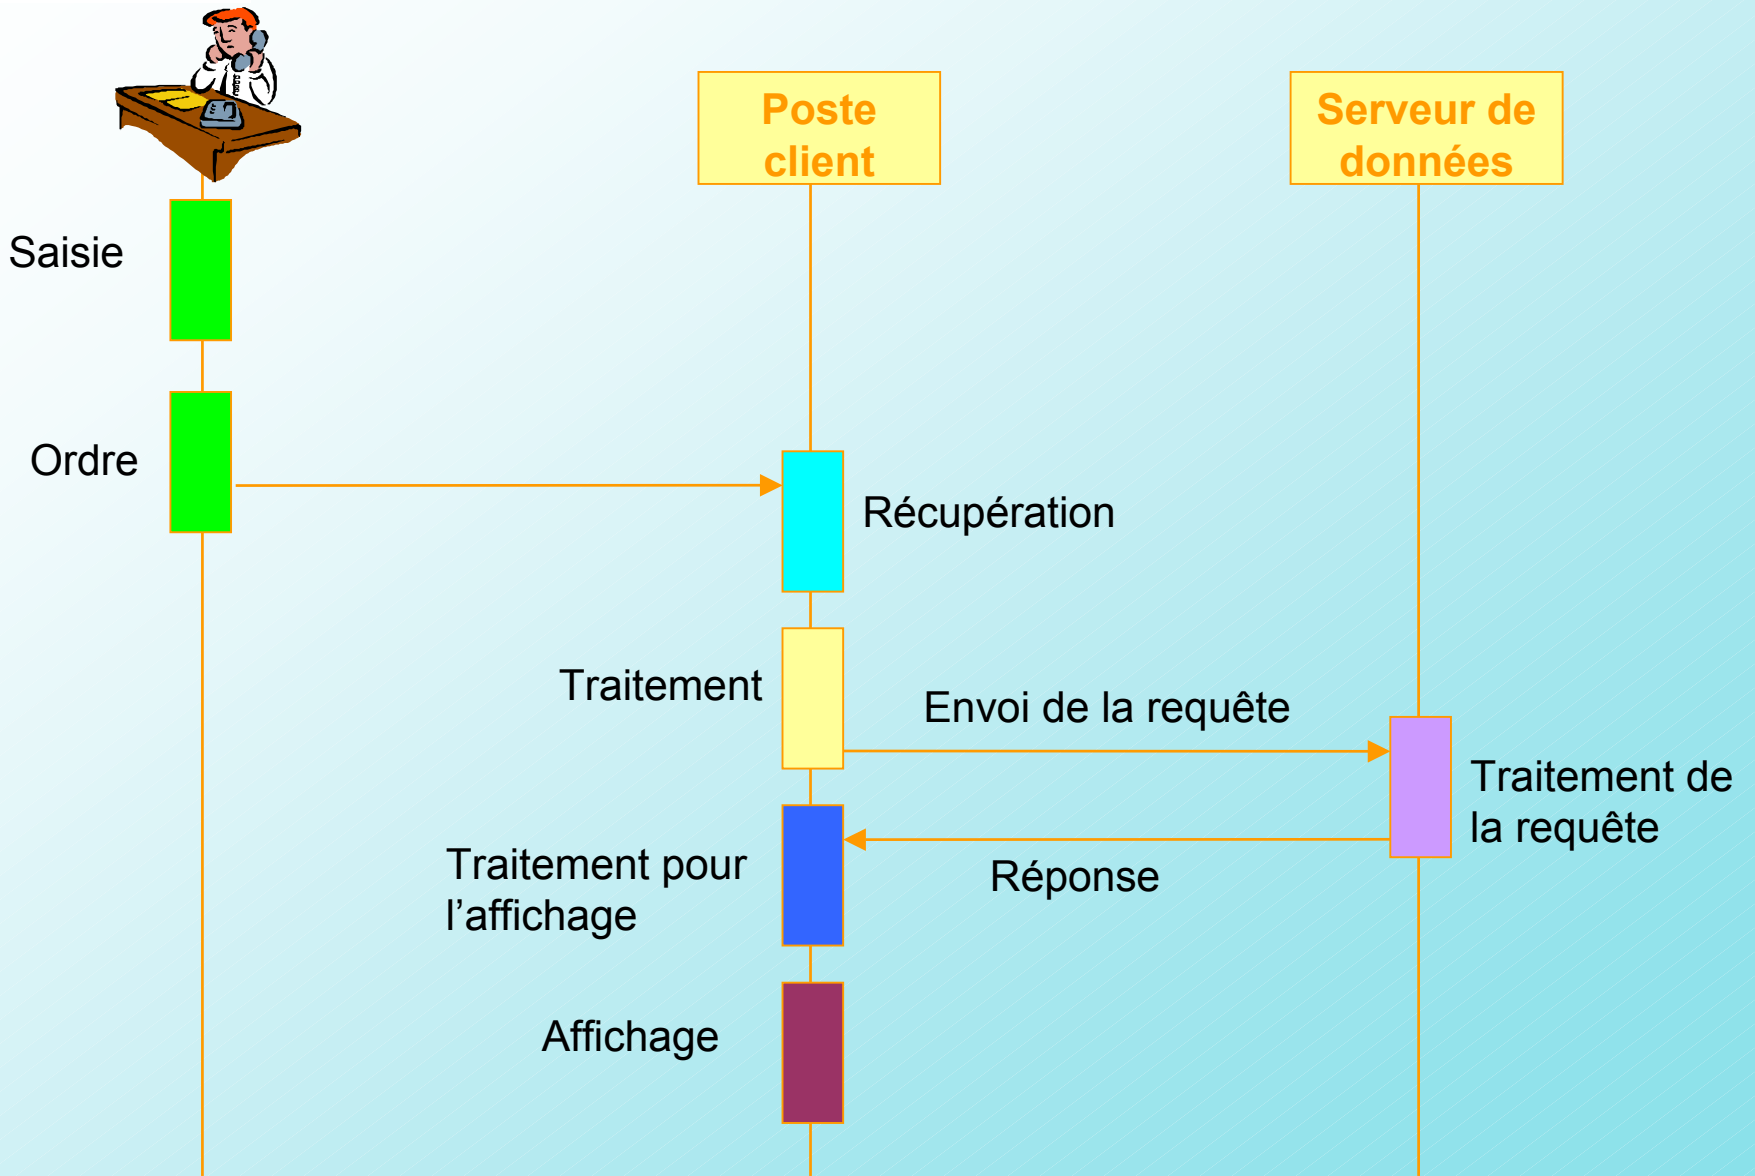 Poste
client
Serveur de
données
Saisie
Ordre
Récupération
Traitement
Envoi de la requête
Traitement de
la requête
Réponse
Traitement pour
l’affichage
Affichage